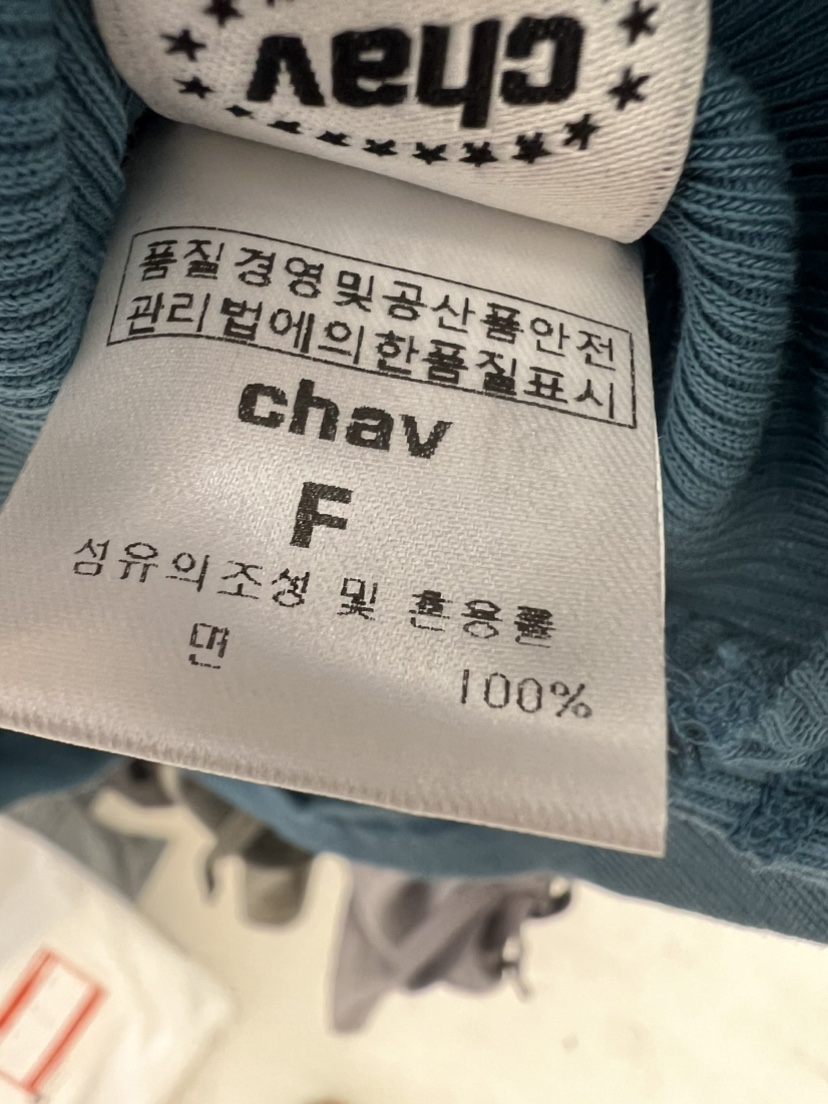 chav
품질경영및공산품안전
관리법에의한품질표시
chav
F
섬유의조성 및 혼용률
면 100%